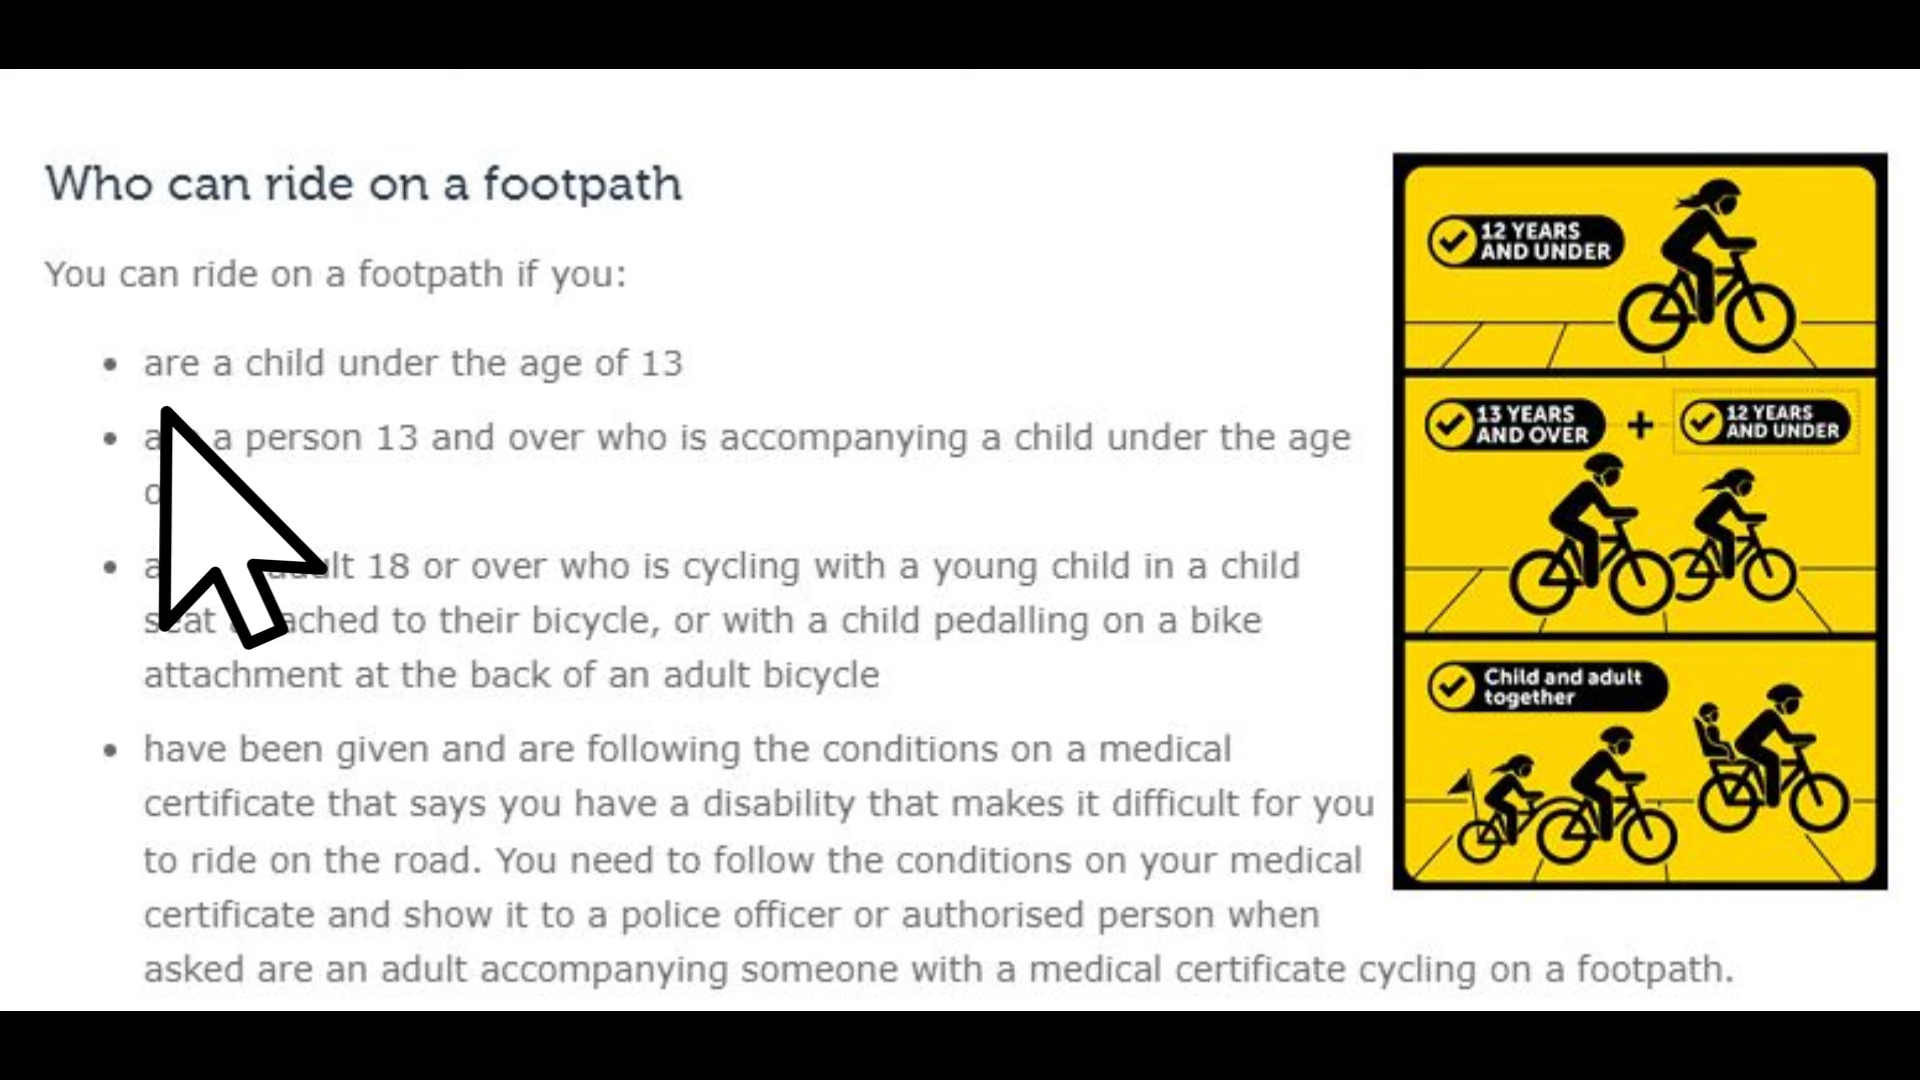 Who can ride on a footpath
You can ride on a footpath if you:
• are a child under the age of 13
• a person 13 and over who is accompanying a child under the age
• 18 or over who is cycling with a young child in a child
to their bicycle, or with a child pedalling on a bike
attachment at the back of an adult bicycle
• have been given and are following the conditions on a medical
certificate that says you have a disability that makes it difficult for you
to ride on the road. You need to follow the conditions on your medical
certificate and show it to a police officer or authorised person when
asked are an adult accompanying someone with a medical certificate cycling on a footpath.
12 YEARS
AND UNDER
13 YEARS
AND OVER
+
12 YEARS
AND UNDER
Child and adult
together